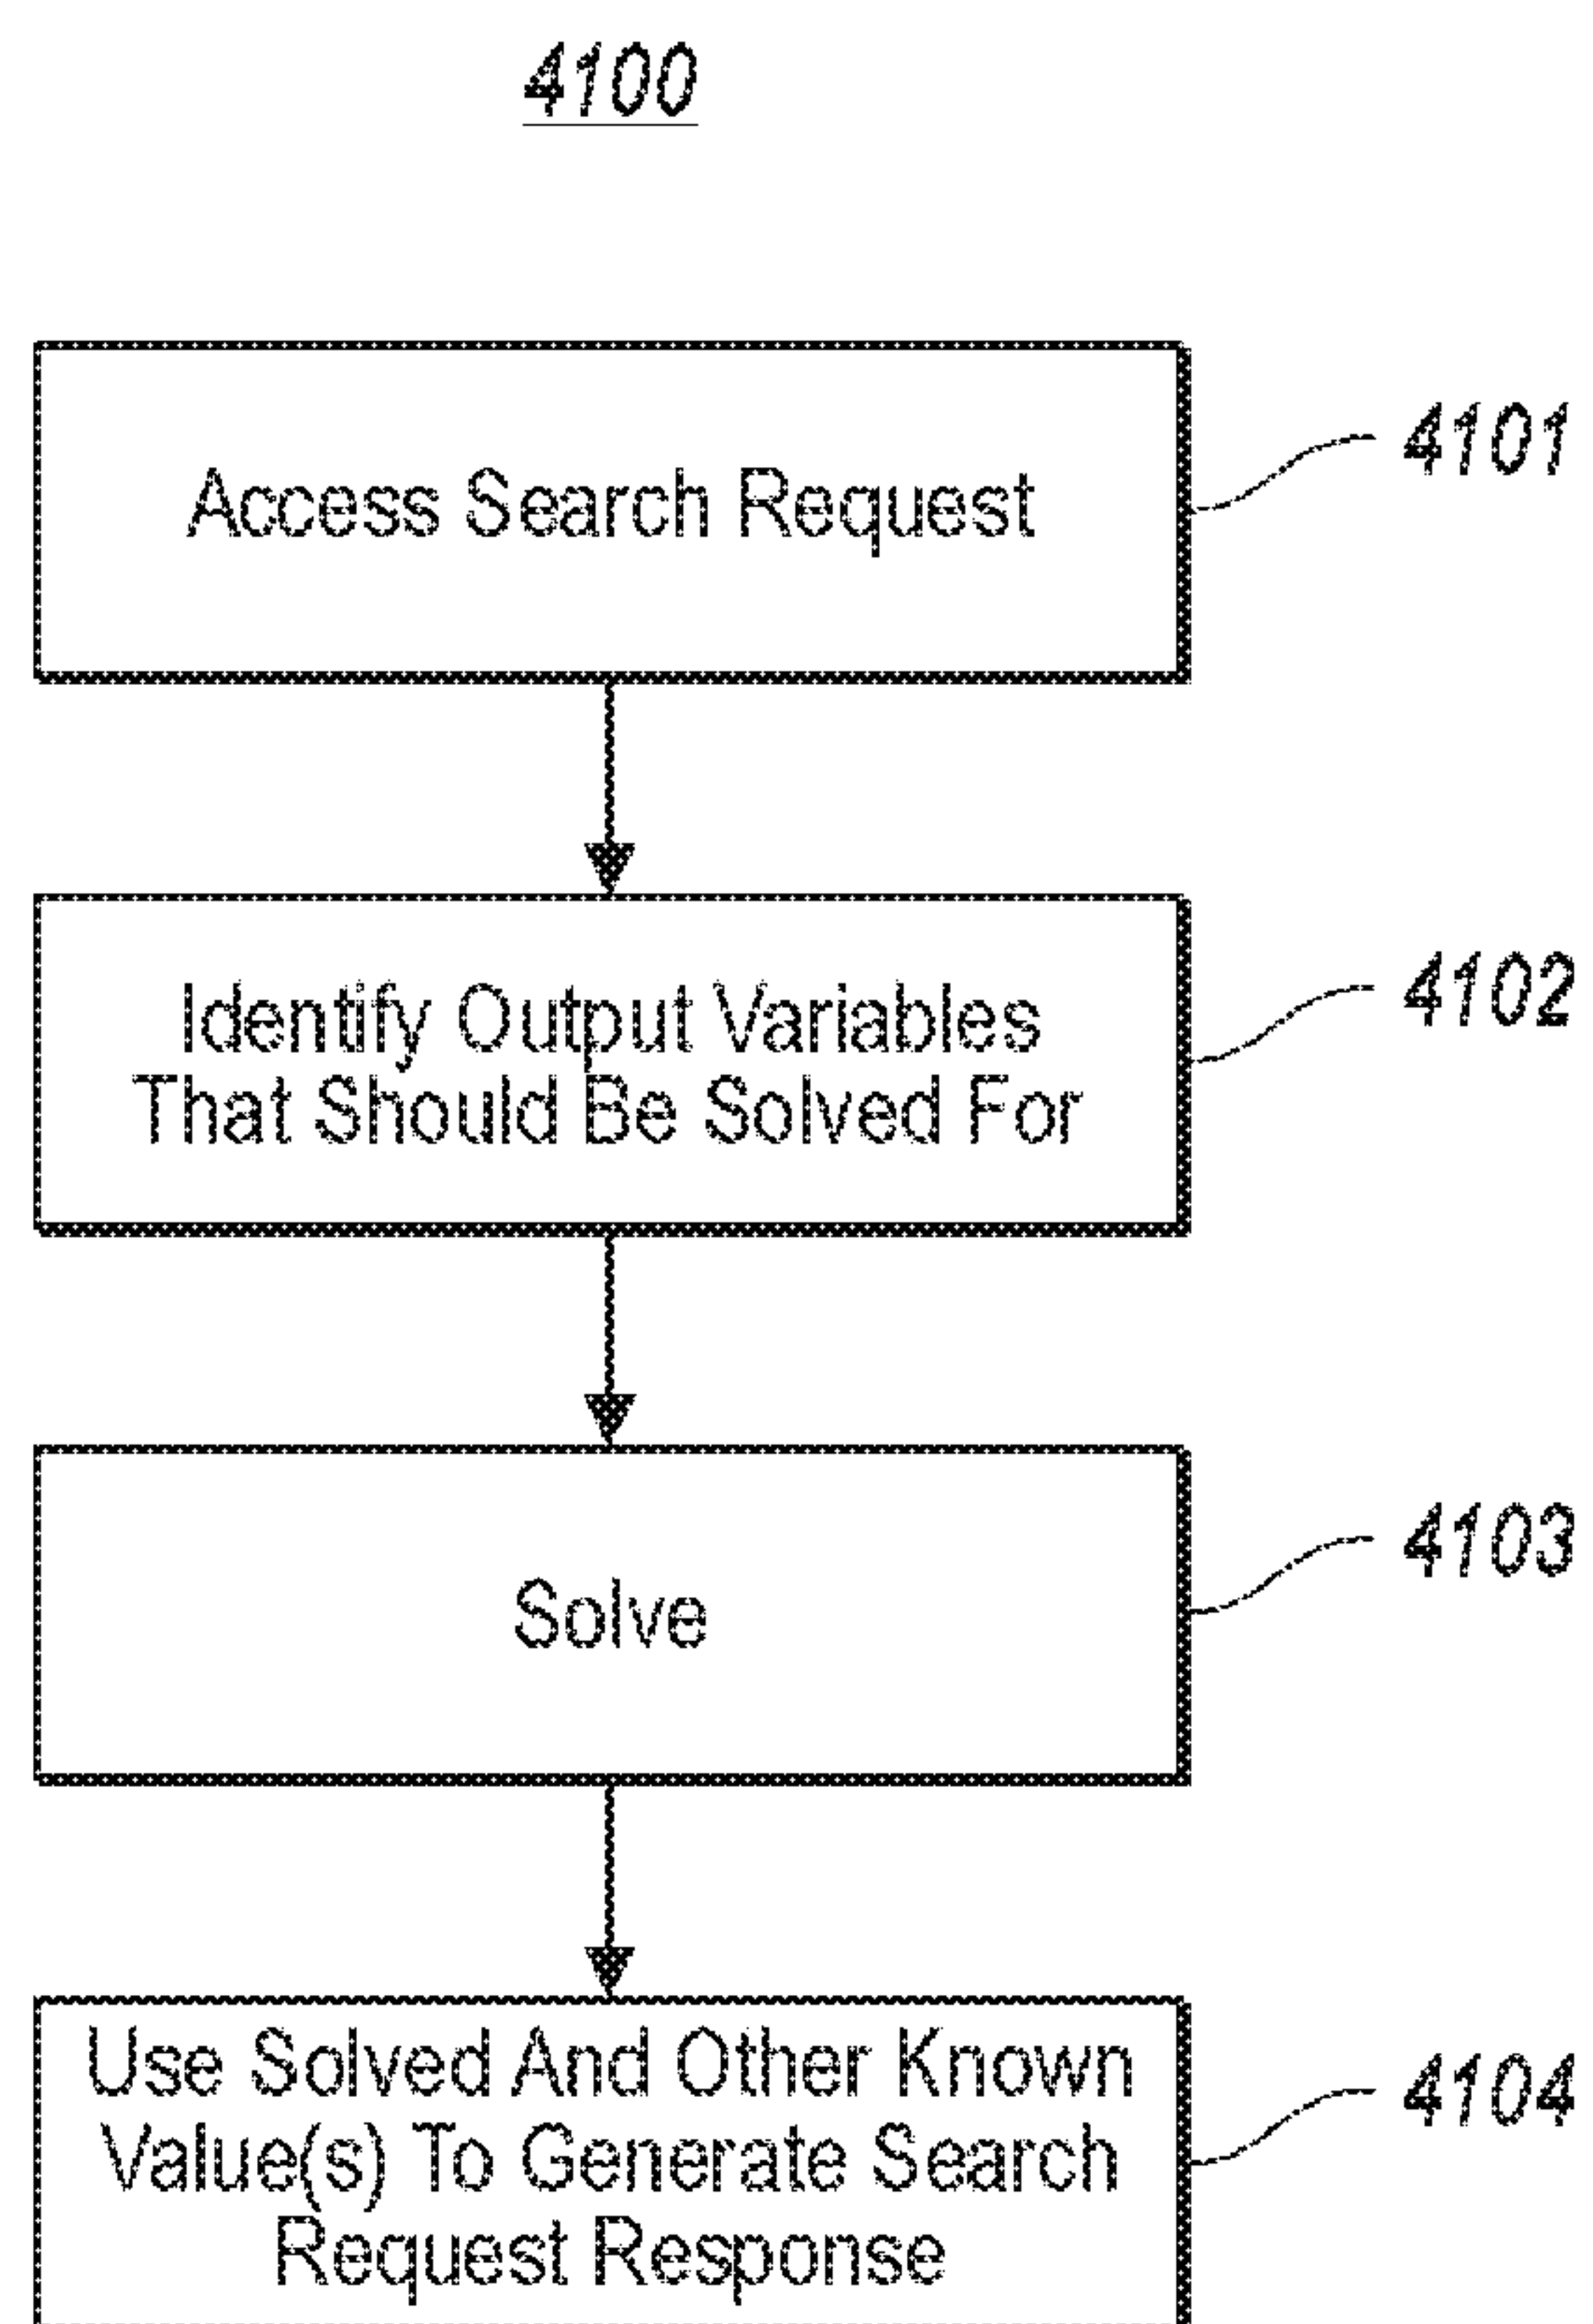 4100
Access Search Request
4101
Identify Output Variables
That Should Be Solved For
4102
Solve
4103
Use Solved And Other Known
Value(s) To Generate Search
Request Response
4104